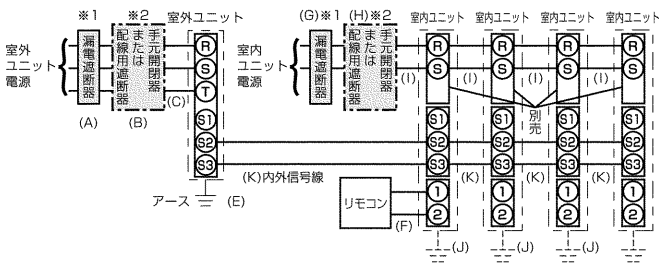 ※1 ※2 室外ユニット (G)※1 (H)※2 室内ユニット 室内ユニット 室内ユニット 室内ユニット
室外
ユニット
電源
漏電遮断器
手元開閉器
または
配線用遮断器
R
S
T
S1
S2
S3
(A)
(B)
(C)
アース
(E)
室内
ユニット
電源
漏電遮断器
手元開閉器
または
配線用遮断器
(I) (I) (I) (I)
R R R R
S S S S
別売
S1 S1 S1 S1
S2 S2 S2 S2
S3 S3 S3 S3
(K)内外信号線
(K) (K) (K)
リモコン
(F)
1 1 1 1
2 2 2 2
(J) (J) (J) (J)